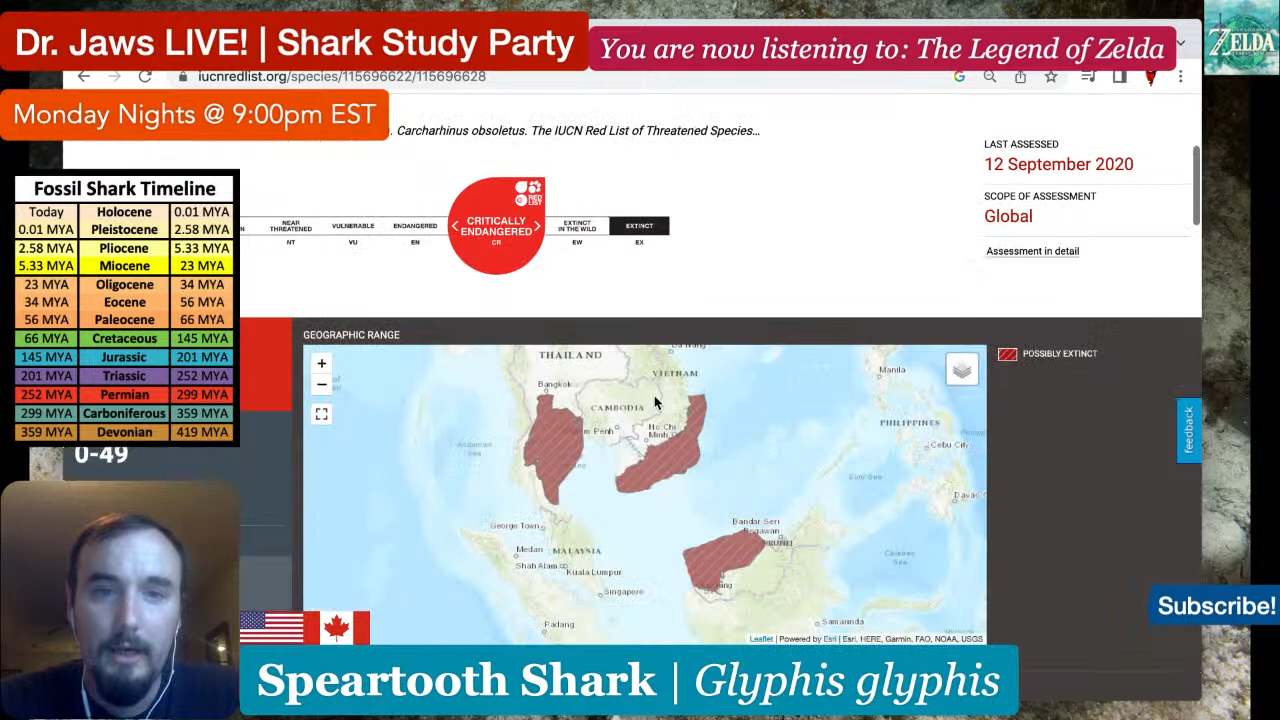 Dr. Jaws LIVE! | Shark Study Party
You are now listening to: The Legend of Zelda
ZELDA
iucnredlist.org/species/115696622/115696628
Monday Nights @ 9:00pm EST
. Carcharhinus obsoletus. The IUCN Red List of Threatened Species...
LAST ASSESSED
12 September 2020
SCOPE OF ASSESSMENT
Global
Assessment in detail
Fossil Shark Timeline
Today Holocene 0.01 MYA
0.01 MYA Pleistocene 2.58 MYA
2.58 MYA Pliocene 5.33 MYA
5.33 MYA Miocene 23 MYA
23 MYA Oligocene 34 MYA
34 MYA Eocene 56 MYA
56 MYA Paleocene 66 MYA
66 MYA Cretaceous 145 MYA
145 MYA Jurassic 201 MYA
201 MYA Triassic 252 MYA
252 MYA Permian 299 MYA
299 MYA Carboniferous 359 MYA
359 MYA Devonian 419 MYA
N
NEAR THREATENED
NT
VULNERABLE
VU
ENDANGERED
EN
RED LIST
< CRITICALLY ENDANGERED >
CR
EXTINCT IN THE WILD
EW
EXTINCT
EX
0-49
GEOGRAPHIC RANGE
+
−
THAILAND
Bangkok
VIETNAM
CAMBODIA
Ho Chi
Andaman
Manila
PHILIPPINES
Cebu City
Davao
George Town
Medan
MALAYSIA
Shah Alam
Kuala Lumpur
Singapore
Padang
Bandar Seri
BRUNEI
Samarinda
Leaflet | Powered by Esri | Esri, HERE, Garmin, FAO, NOAA, USGS
POSSIBLY EXTINCT
feedback
Subscribe!
Speartooth Shark | Glyphis glyphis